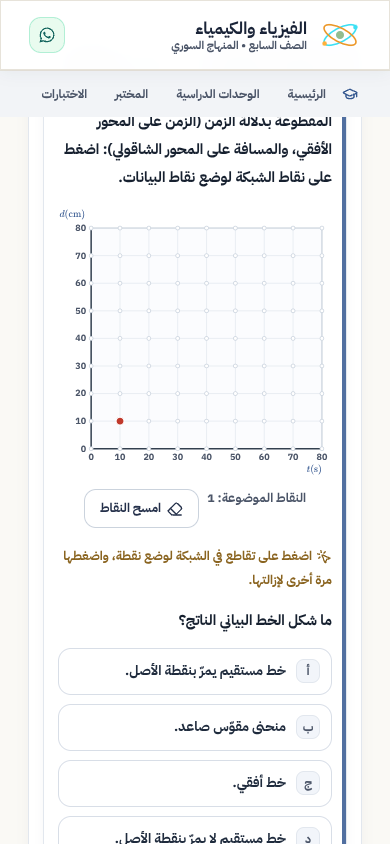 الفيزياء والكيمياء
الصف السابع • المنهاج السوري
الرئيسية
الوحدات الدراسية
المختبر
الاختبارات
المقطوعة بدلالة الزمن (الزمن على المحور
الأفقي، والمسافة على المحور الشاقولي): اضغط
على نقاط الشبكة لوضع نقاط البيانات.
d(cm)
80
70
60
50
40
30
20
10
0
0 10 20 30 40 50 60 70 80
t(s)
النقاط الموضوعة: 1
امسح النقاط
اضغط على تقاطع في الشبكة لوضع نقطة، واضغطها
مرة أخرى لإزالتها.
ما شكل الخط البياني الناتج؟
أ خط مستقيم يمرّ بنقطة الأصل.
ب منحنى مقوّس صاعد.
ج خط أفقي.
د خط مستقيم لا يمرّ بنقطة الأصل.